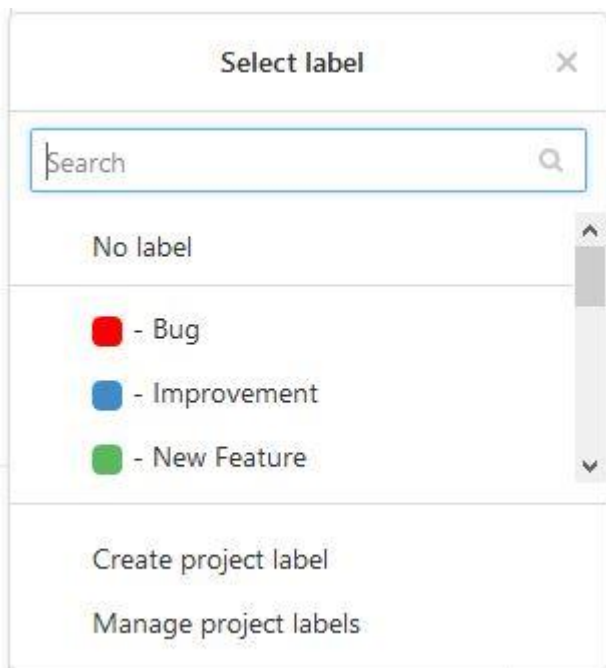 Select label
Search
No label
- Bug
- Improvement
- New Feature
Create project label
Manage project labels